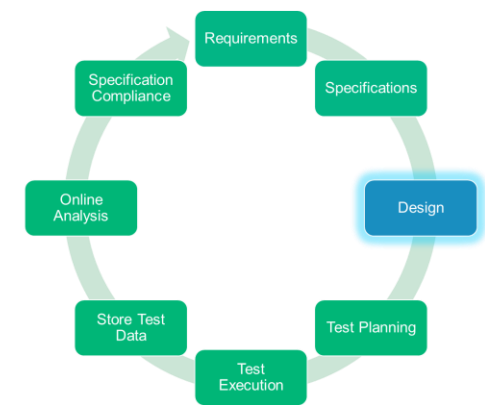 Requirements
Specifications
Design
Test Planning
Test
Execution
Store Test
Data
Online
Analysis
Specification
Compliance